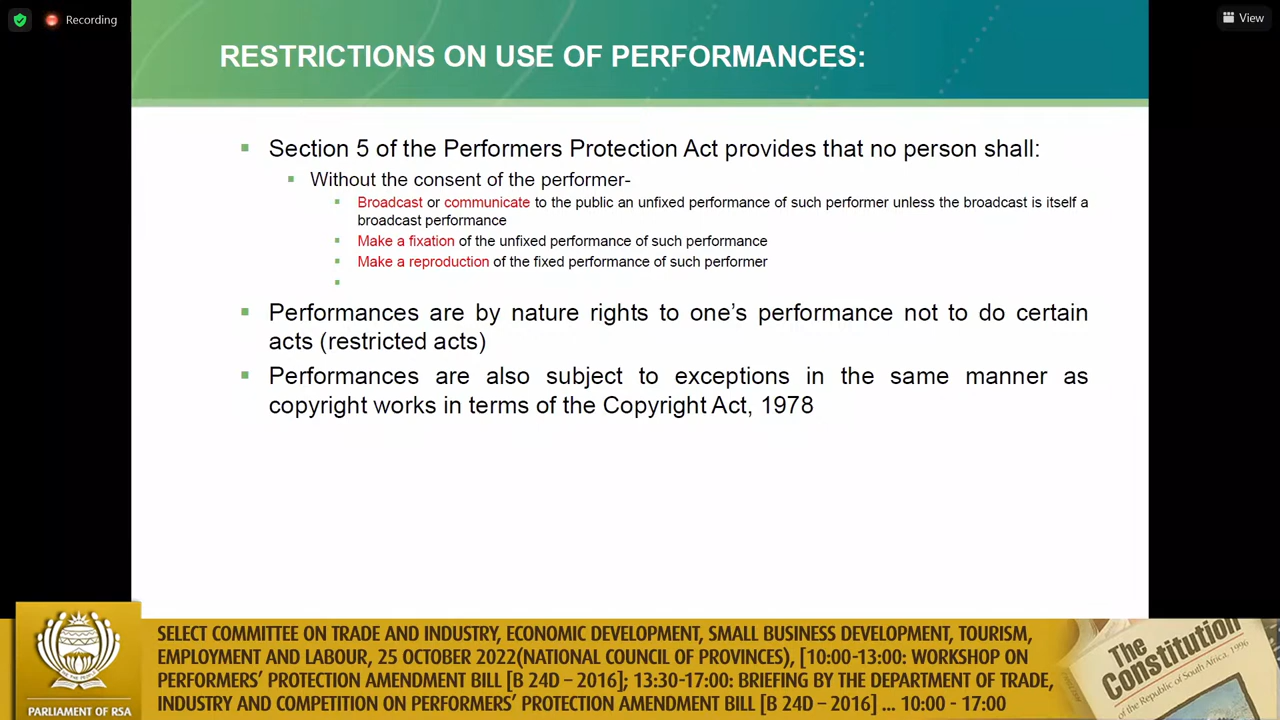 Recording
View
RESTRICTIONS ON USE OF PERFORMANCES:
Section 5 of the Performers Protection Act provides that no person shall:
Without the consent of the performer-
Broadcast or communicate to the public an unfixed performance of such performer unless the broadcast is itself a
broadcast performance
Make a fixation of the unfixed performance of such performance
Make a reproduction of the fixed performance of such performer
Performances are by nature rights to one’s performance not to do certain
acts (restricted acts)
Performances are also subject to exceptions in the same manner as
copyright works in terms of the Copyright Act, 1978
SELECT COMMITTEE ON TRADE AND INDUSTRY, ECONOMIC DEVELOPMENT, SMALL BUSINESS DEVELOPMENT, TOURISM,
EMPLOYMENT AND LABOUR, 25 OCTOBER 2022(NATIONAL COUNCIL OF PROVINCES), [10:00-13:00: WORKSHOP ON
PERFORMERS’ PROTECTION AMENDMENT BILL [B 24D – 2016]; 13:30-17:00: BRIEFING BY THE DEPARTMENT OF TRADE,
INDUSTRY AND COMPETITION ON PERFORMERS’ PROTECTION AMENDMENT BILL [B 24D – 2016] ... 10:00 - 17:00
PARLIAMENT OF RSA
The
Constitution
of the Republic of South Africa, 1996